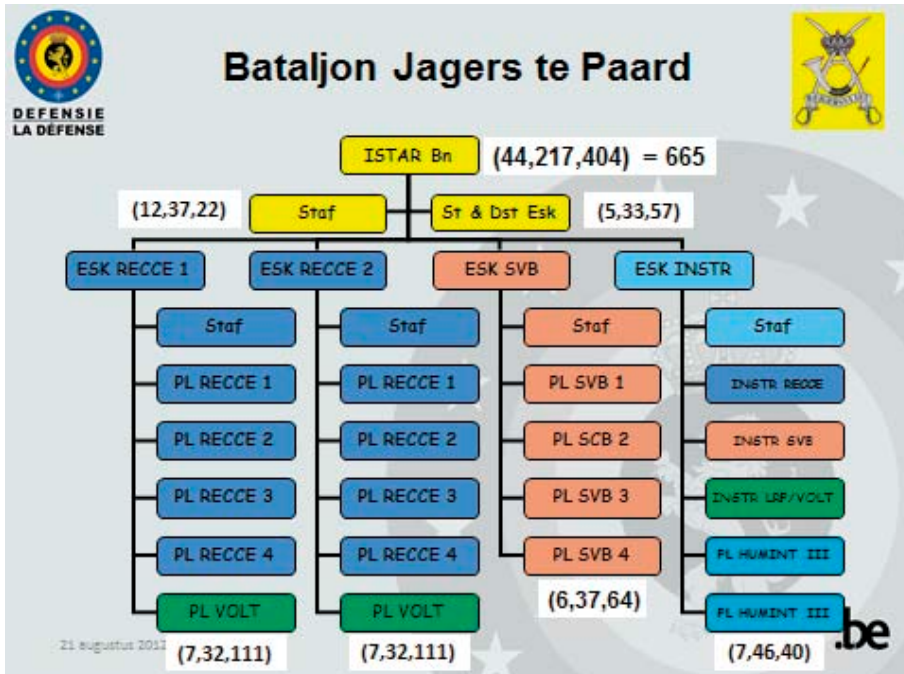 DEFENSIE
LA DÉFENSE
Bataljon Jagers te Paard
ISTAR Bn
(44,217,404) = 665
(12,37,22)
Staf
St & Dst Esk
(5,33,57)
ESK RECCE 1
ESK RECCE 2
ESK SVB
ESK INSTR
Staf
Staf
Staf
Staf
PL RECCE 1
PL RECCE 1
PL SVB 1
INSTR RECCE
PL RECCE 2
PL RECCE 2
PL SCB 2
INSTR SVB
PL RECCE 3
PL RECCE 3
PL SVB 3
INSTR LRP/VOLT
PL RECCE 4
PL RECCE 4
PL SVB 4
PL HUMINT III
PL VOLT
PL VOLT
(6,37,64)
PL HUMINT III
21 augustus 2012
(7,32,111)
(7,32,111)
(7,46,40)
.be